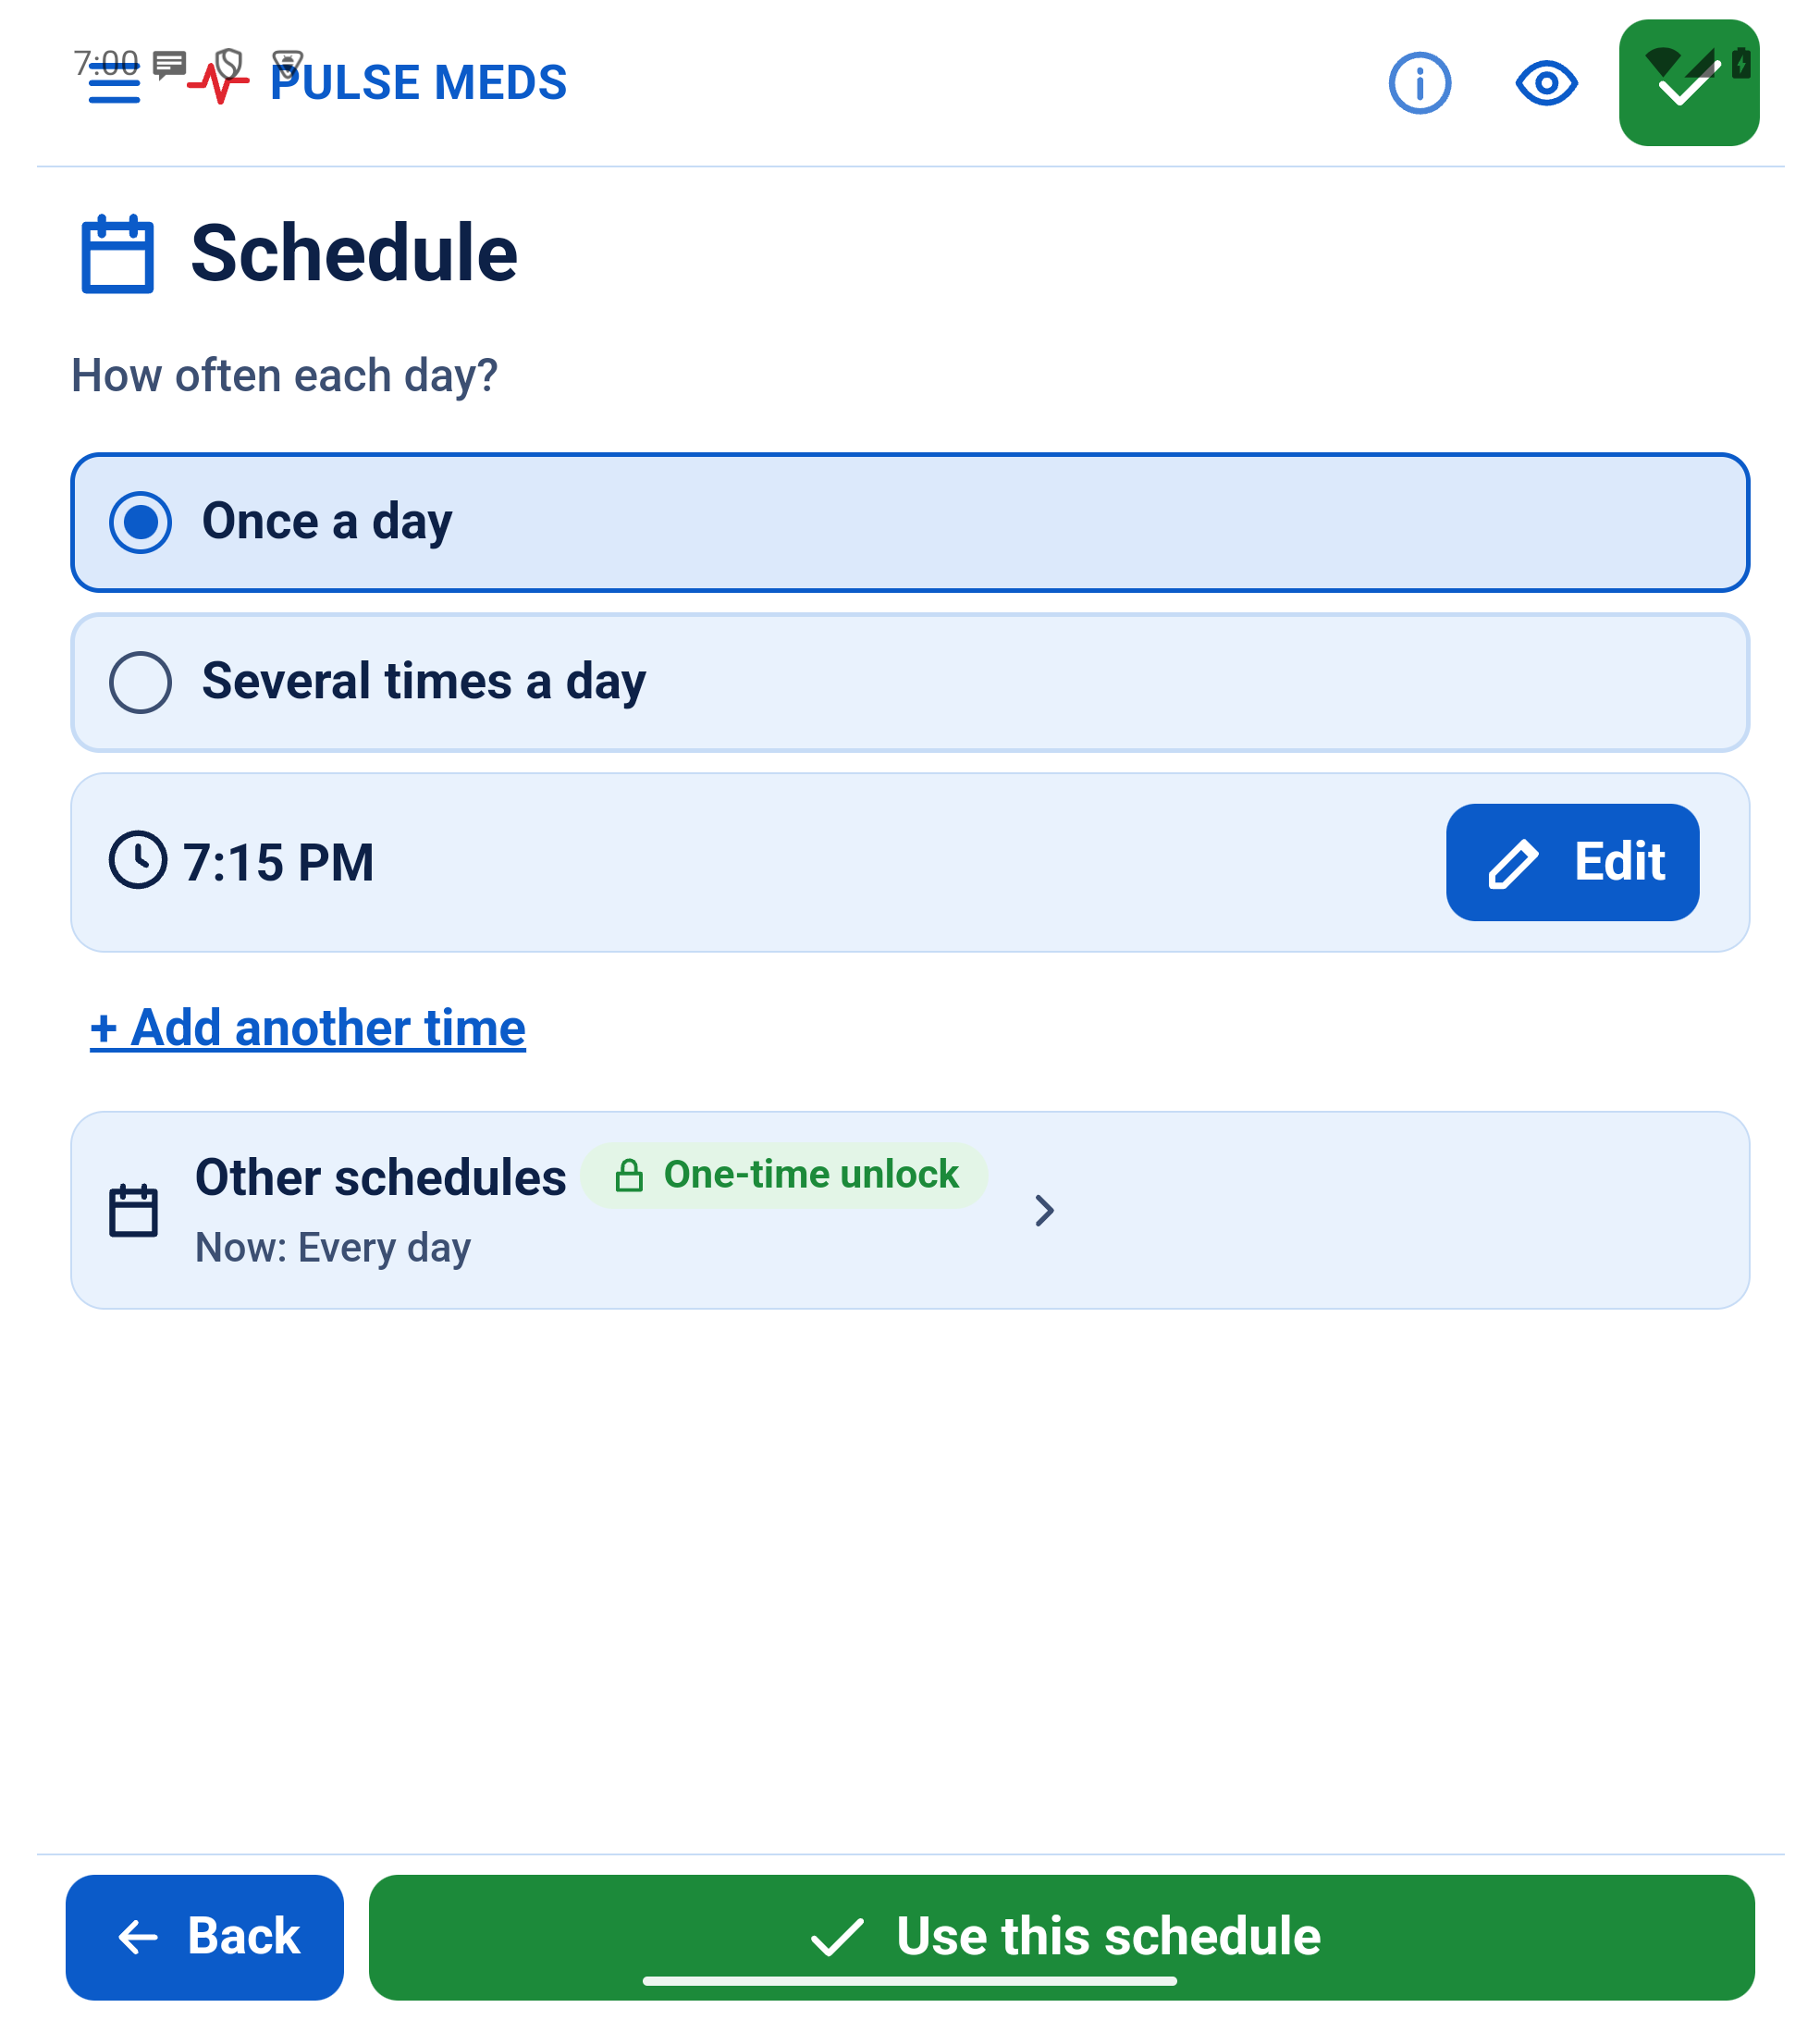 7:00
PULSE MEDS
Schedule
How often each day?
Once a day
Several times a day
7:15 PM
Edit
+ Add another time
Other schedules
One-time unlock
Now: Every day
Back
Use this schedule